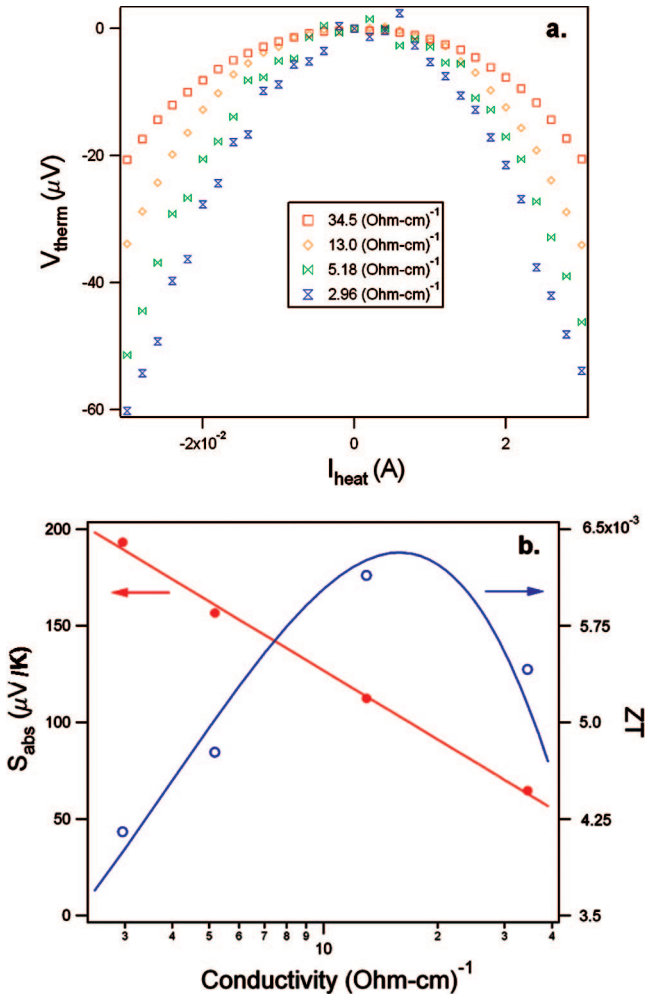 a.
0
-20
-40
-60
V_therm (μV)
34.5 (Ohm-cm)⁻¹
13.0 (Ohm-cm)⁻¹
5.18 (Ohm-cm)⁻¹
2.96 (Ohm-cm)⁻¹
-2x10⁻²
0
2
I_heat (A)
b.
200
150
100
50
0
S_abs (μV/K)
6.5x10⁻³
5.75
5.0
4.25
3.5
ZT
3 4 5 6 7 8 9 10 2 3 4
Conductivity (Ohm-cm)⁻¹